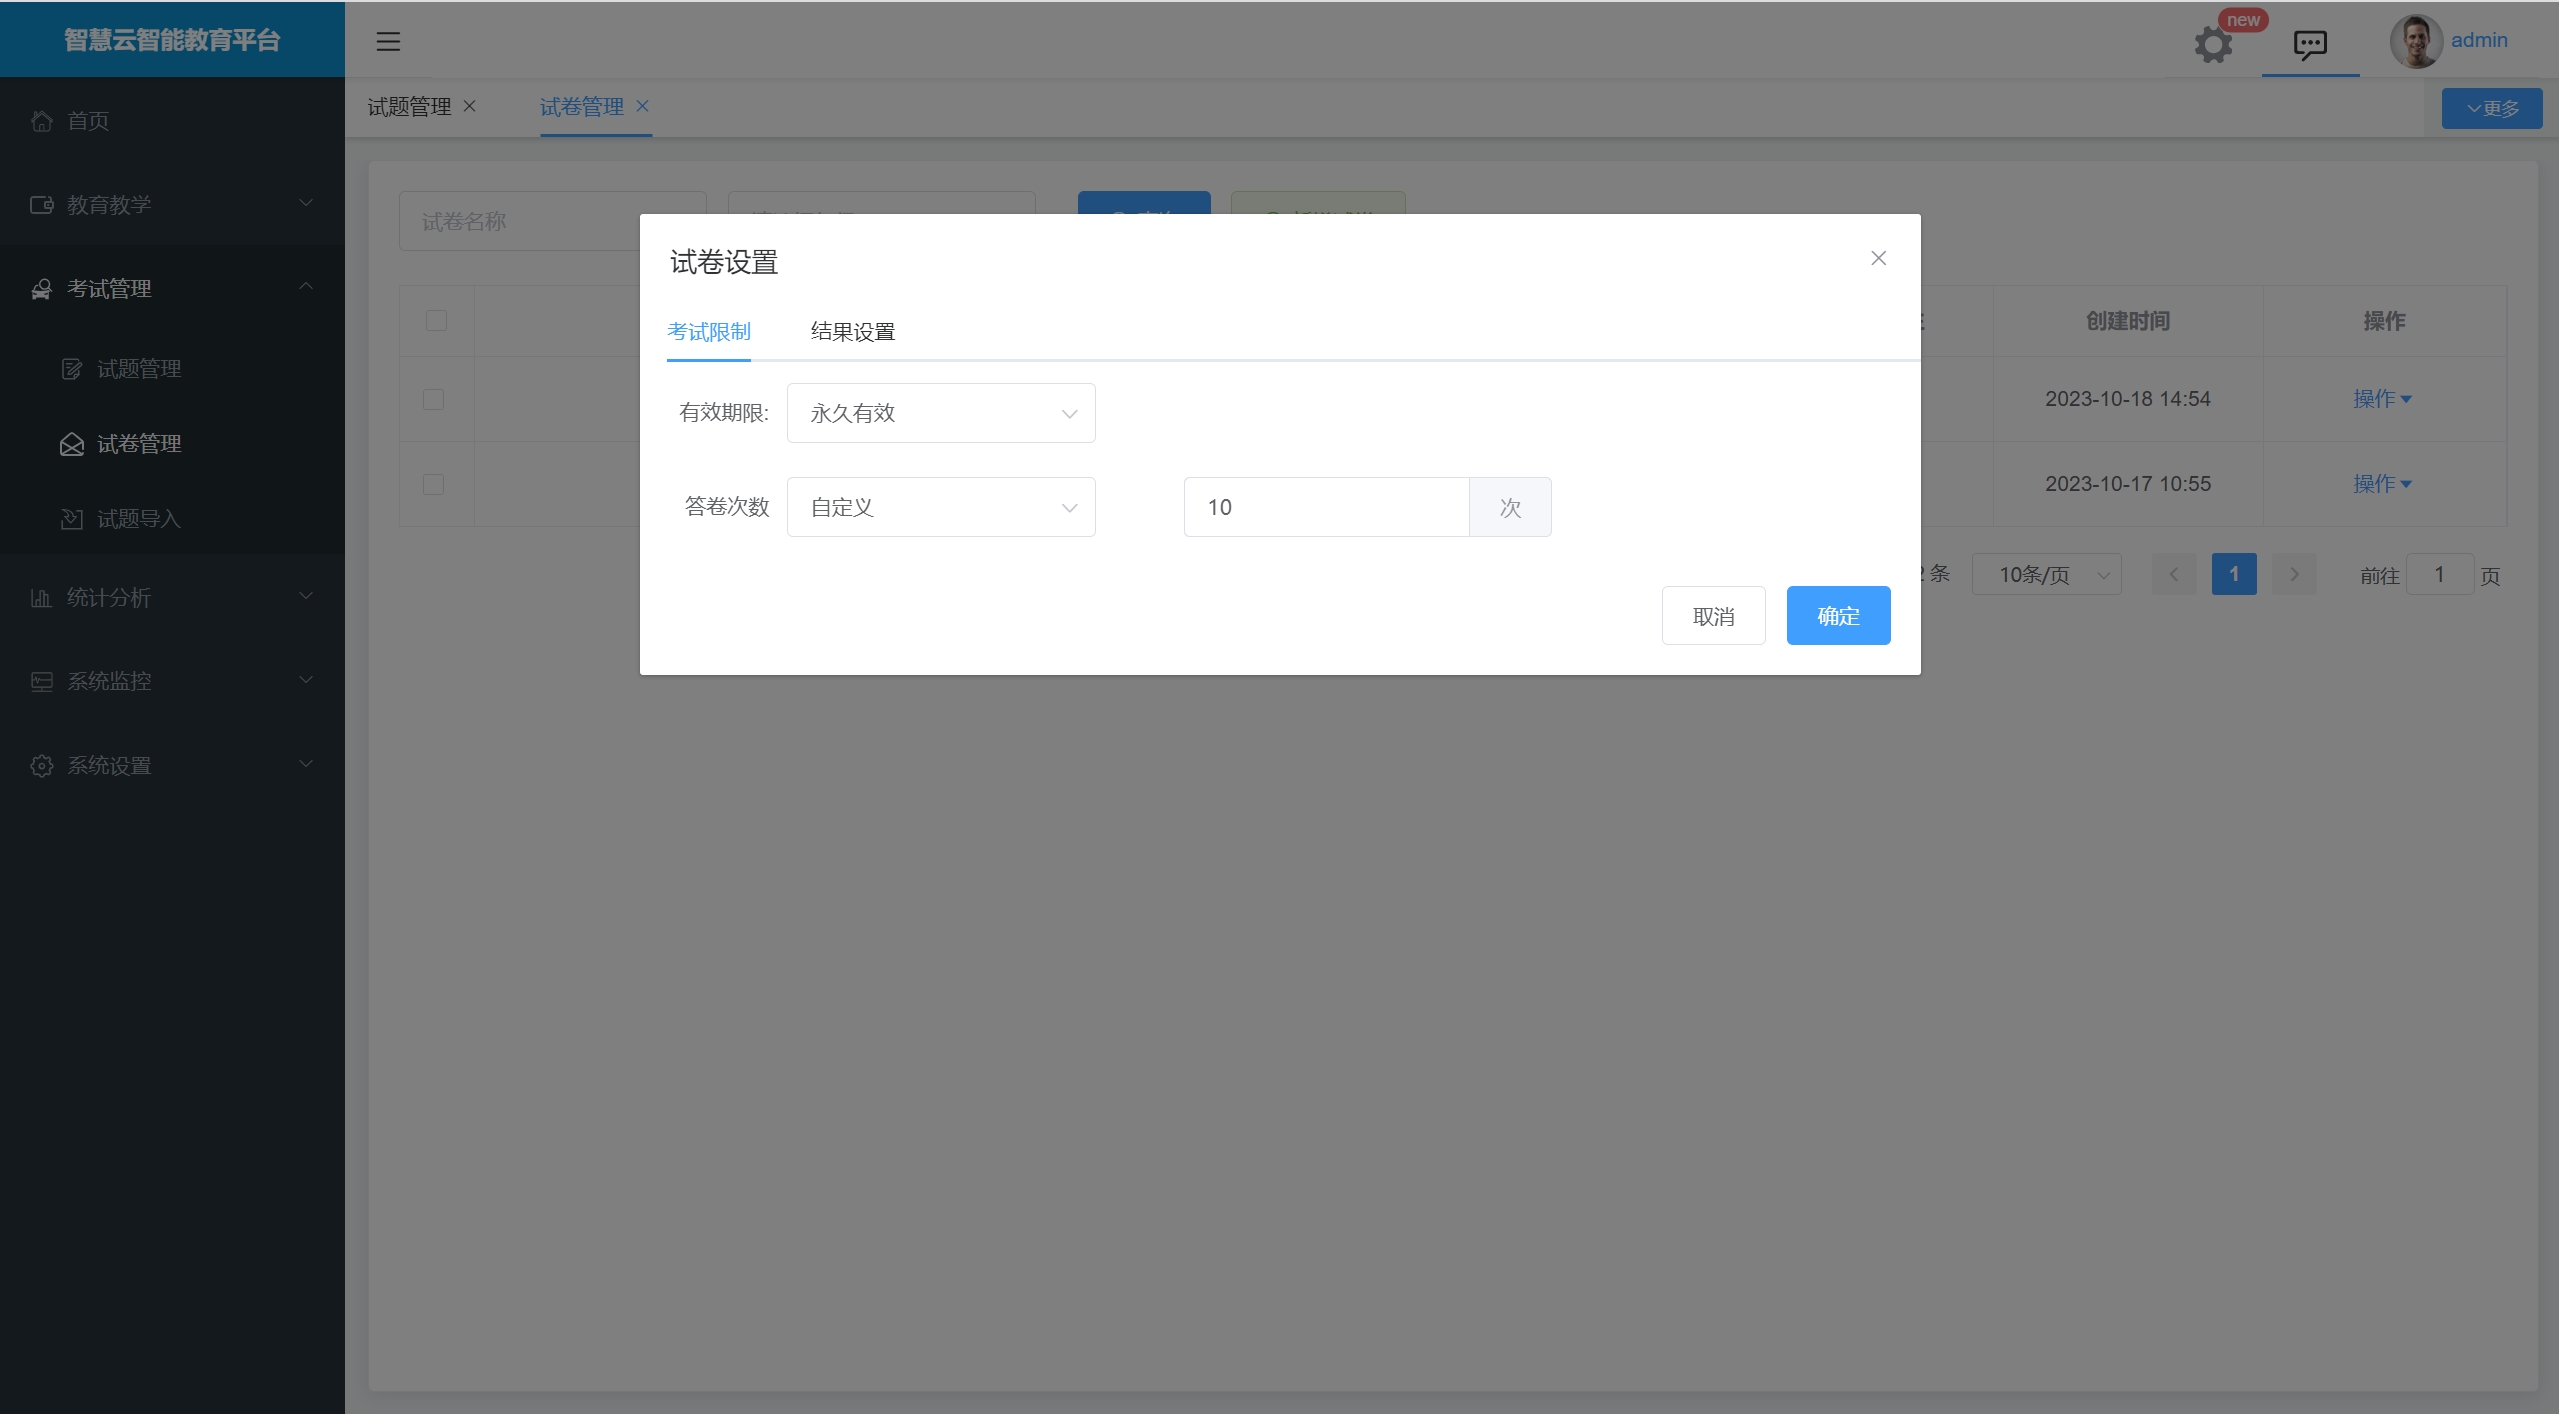 智慧云智能教育平台
new
admin
首页
教育教学
考试管理
试题管理
试卷管理
试题导入
统计分析
系统监控
系统设置
试题管理
试卷管理
更多
试卷名称
创建时间
操作
2023-10-18 14:54
操作
2023-10-17 10:55
操作
条
10条/页
1
前往
1
页
试卷设置
考试限制
结果设置
有效期限:
永久有效
答卷次数
自定义
10
次
取消
确定